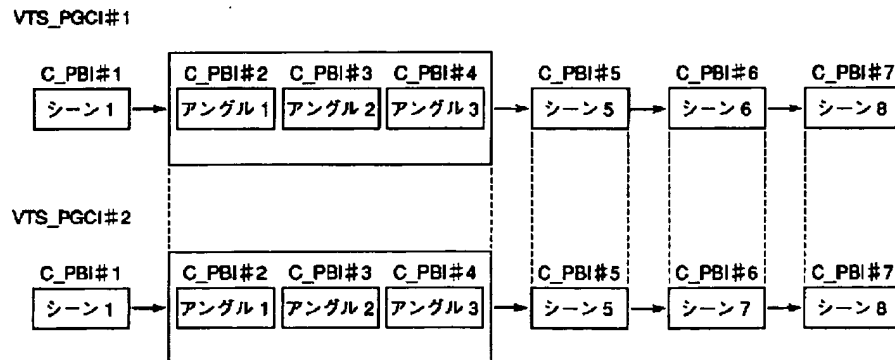 VTS_PGCI#1
C_PBI#1 C_PBI#2 C_PBI#3 C_PBI#4 C_PBI#5 C_PBI#6 C_PBI#7
シーン1 アングル1 アングル2 アングル3 シーン5 シーン6 シーン8
VTS_PGCI#2
C_PBI#1 C_PBI#2 C_PBI#3 C_PBI#4 C_PBI#5 C_PBI#6 C_PBI#7
シーン1 アングル1 アングル2 アングル3 シーン5 シーン7 シーン8